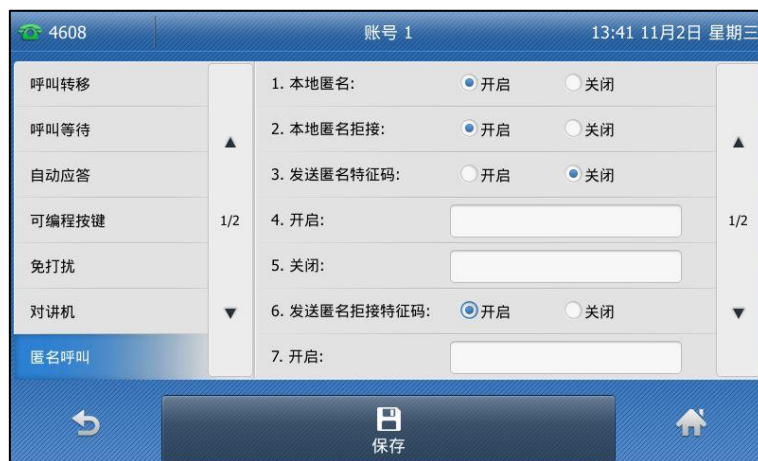 4608 账号 1 13:41 11月2日 星期三
呼叫转移
呼叫等待
自动应答
可编程按键
免打扰
对讲机
匿名呼叫
1/2
1. 本地匿名: 开启 关闭
2. 本地匿名拒接: 开启 关闭
3. 发送匿名特征码: 开启 关闭
4. 开启:
5. 关闭:
6. 发送匿名拒接特征码: 开启 关闭
7. 开启:
1/2
保存